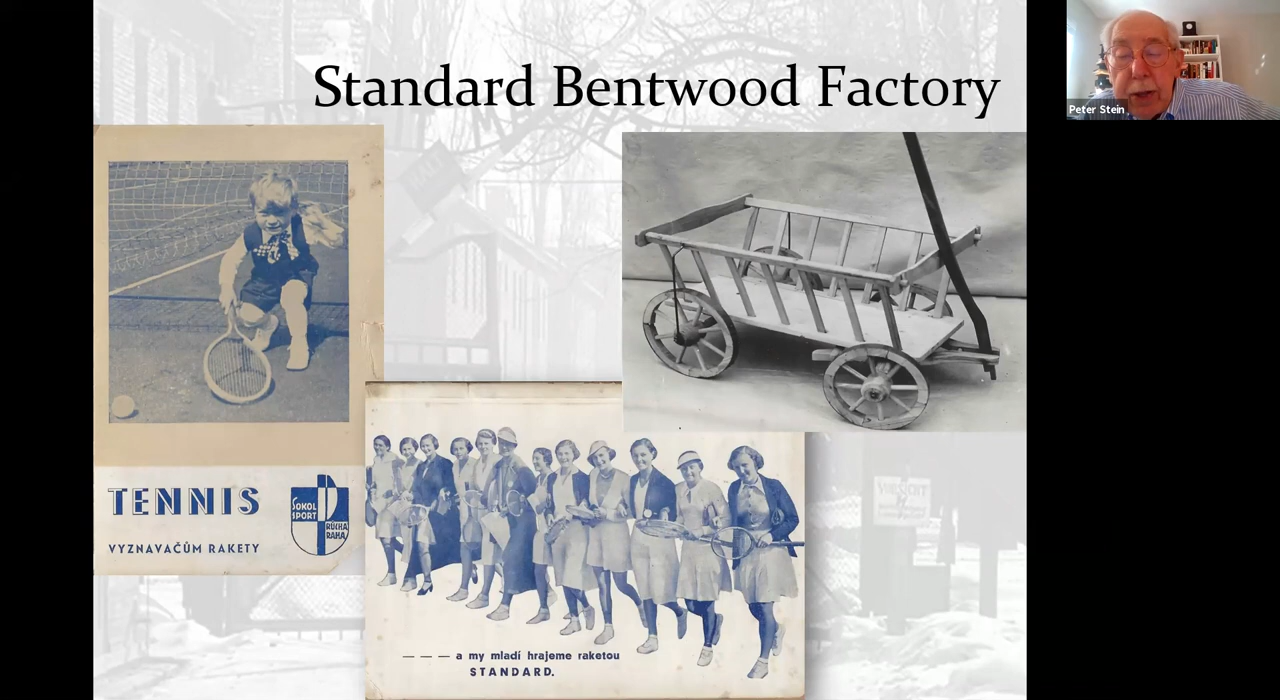 Standard Bentwood Factory
Peter Stein
TENNIS
VYZNAVAČŮM RAKETY
SOKOL
SPORT
— — — a my mladí hrajeme raketou
STANDARD.